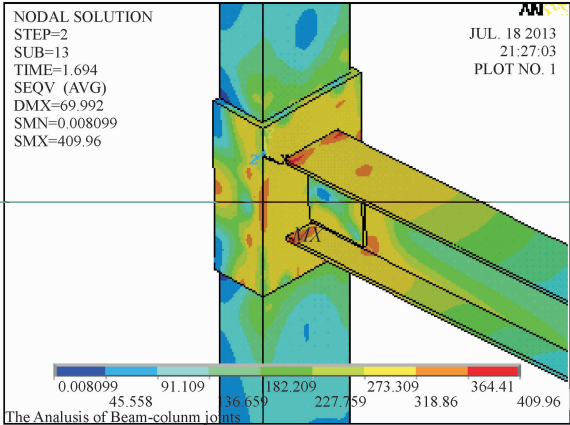 NODAL SOLUTION
STEP=2
SUB=13
TIME=1.694
SEQV (AVG)
DMX=69.992
SMN=0.008099
SMX=409.96
AN
JUL. 18 2013
21:27:03
PLOT NO. 1
X
MX
0.008099 91.109 182.209 273.309 364.41
45.558 136.659 227.759 318.86 409.96
The Analysis of Beam-colunm joints